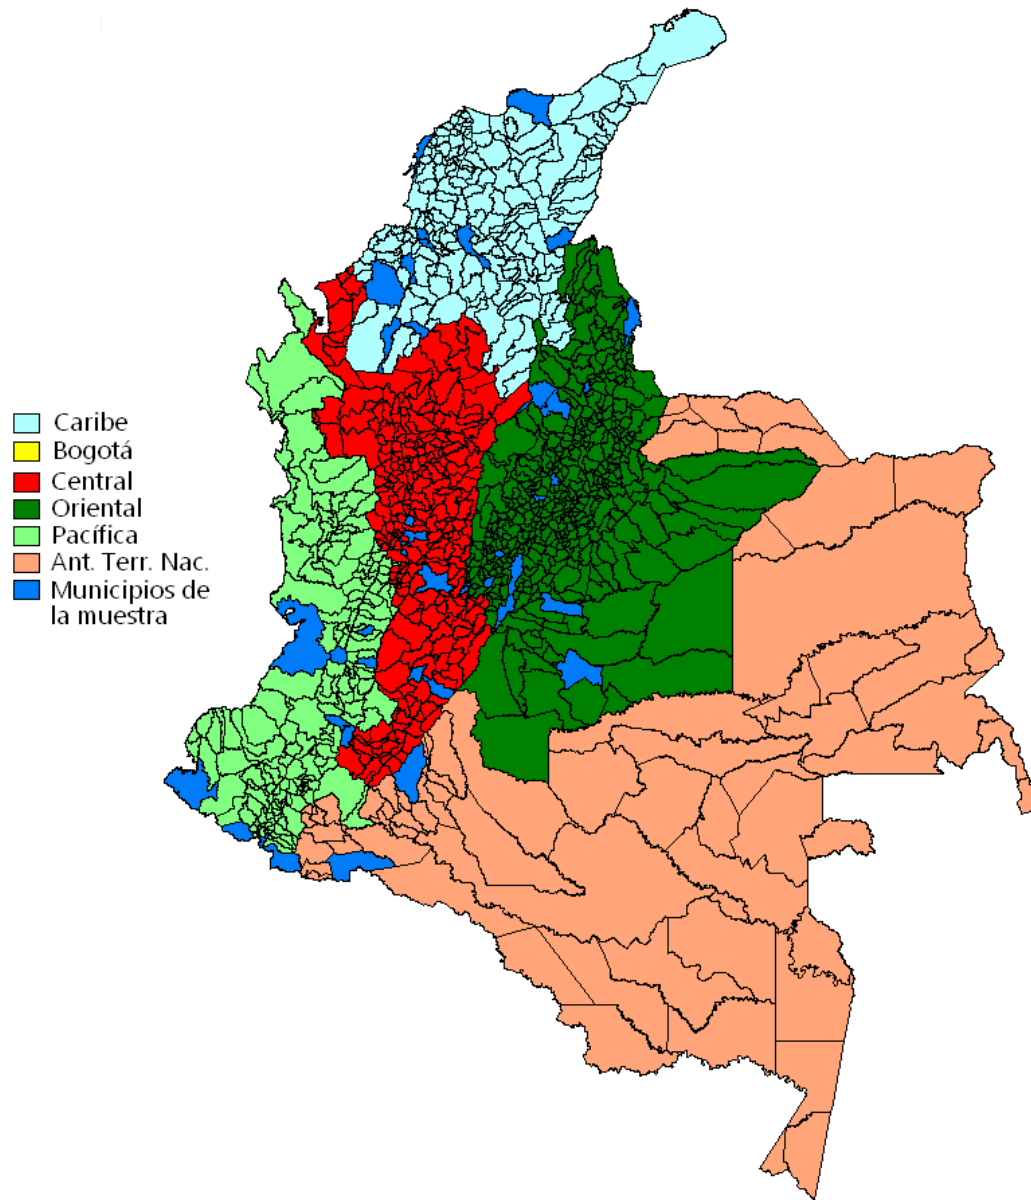 Caribe
Bogotá
Central
Oriental
Pacífica
Ant. Terr. Nac.
Municipios de
la muestra